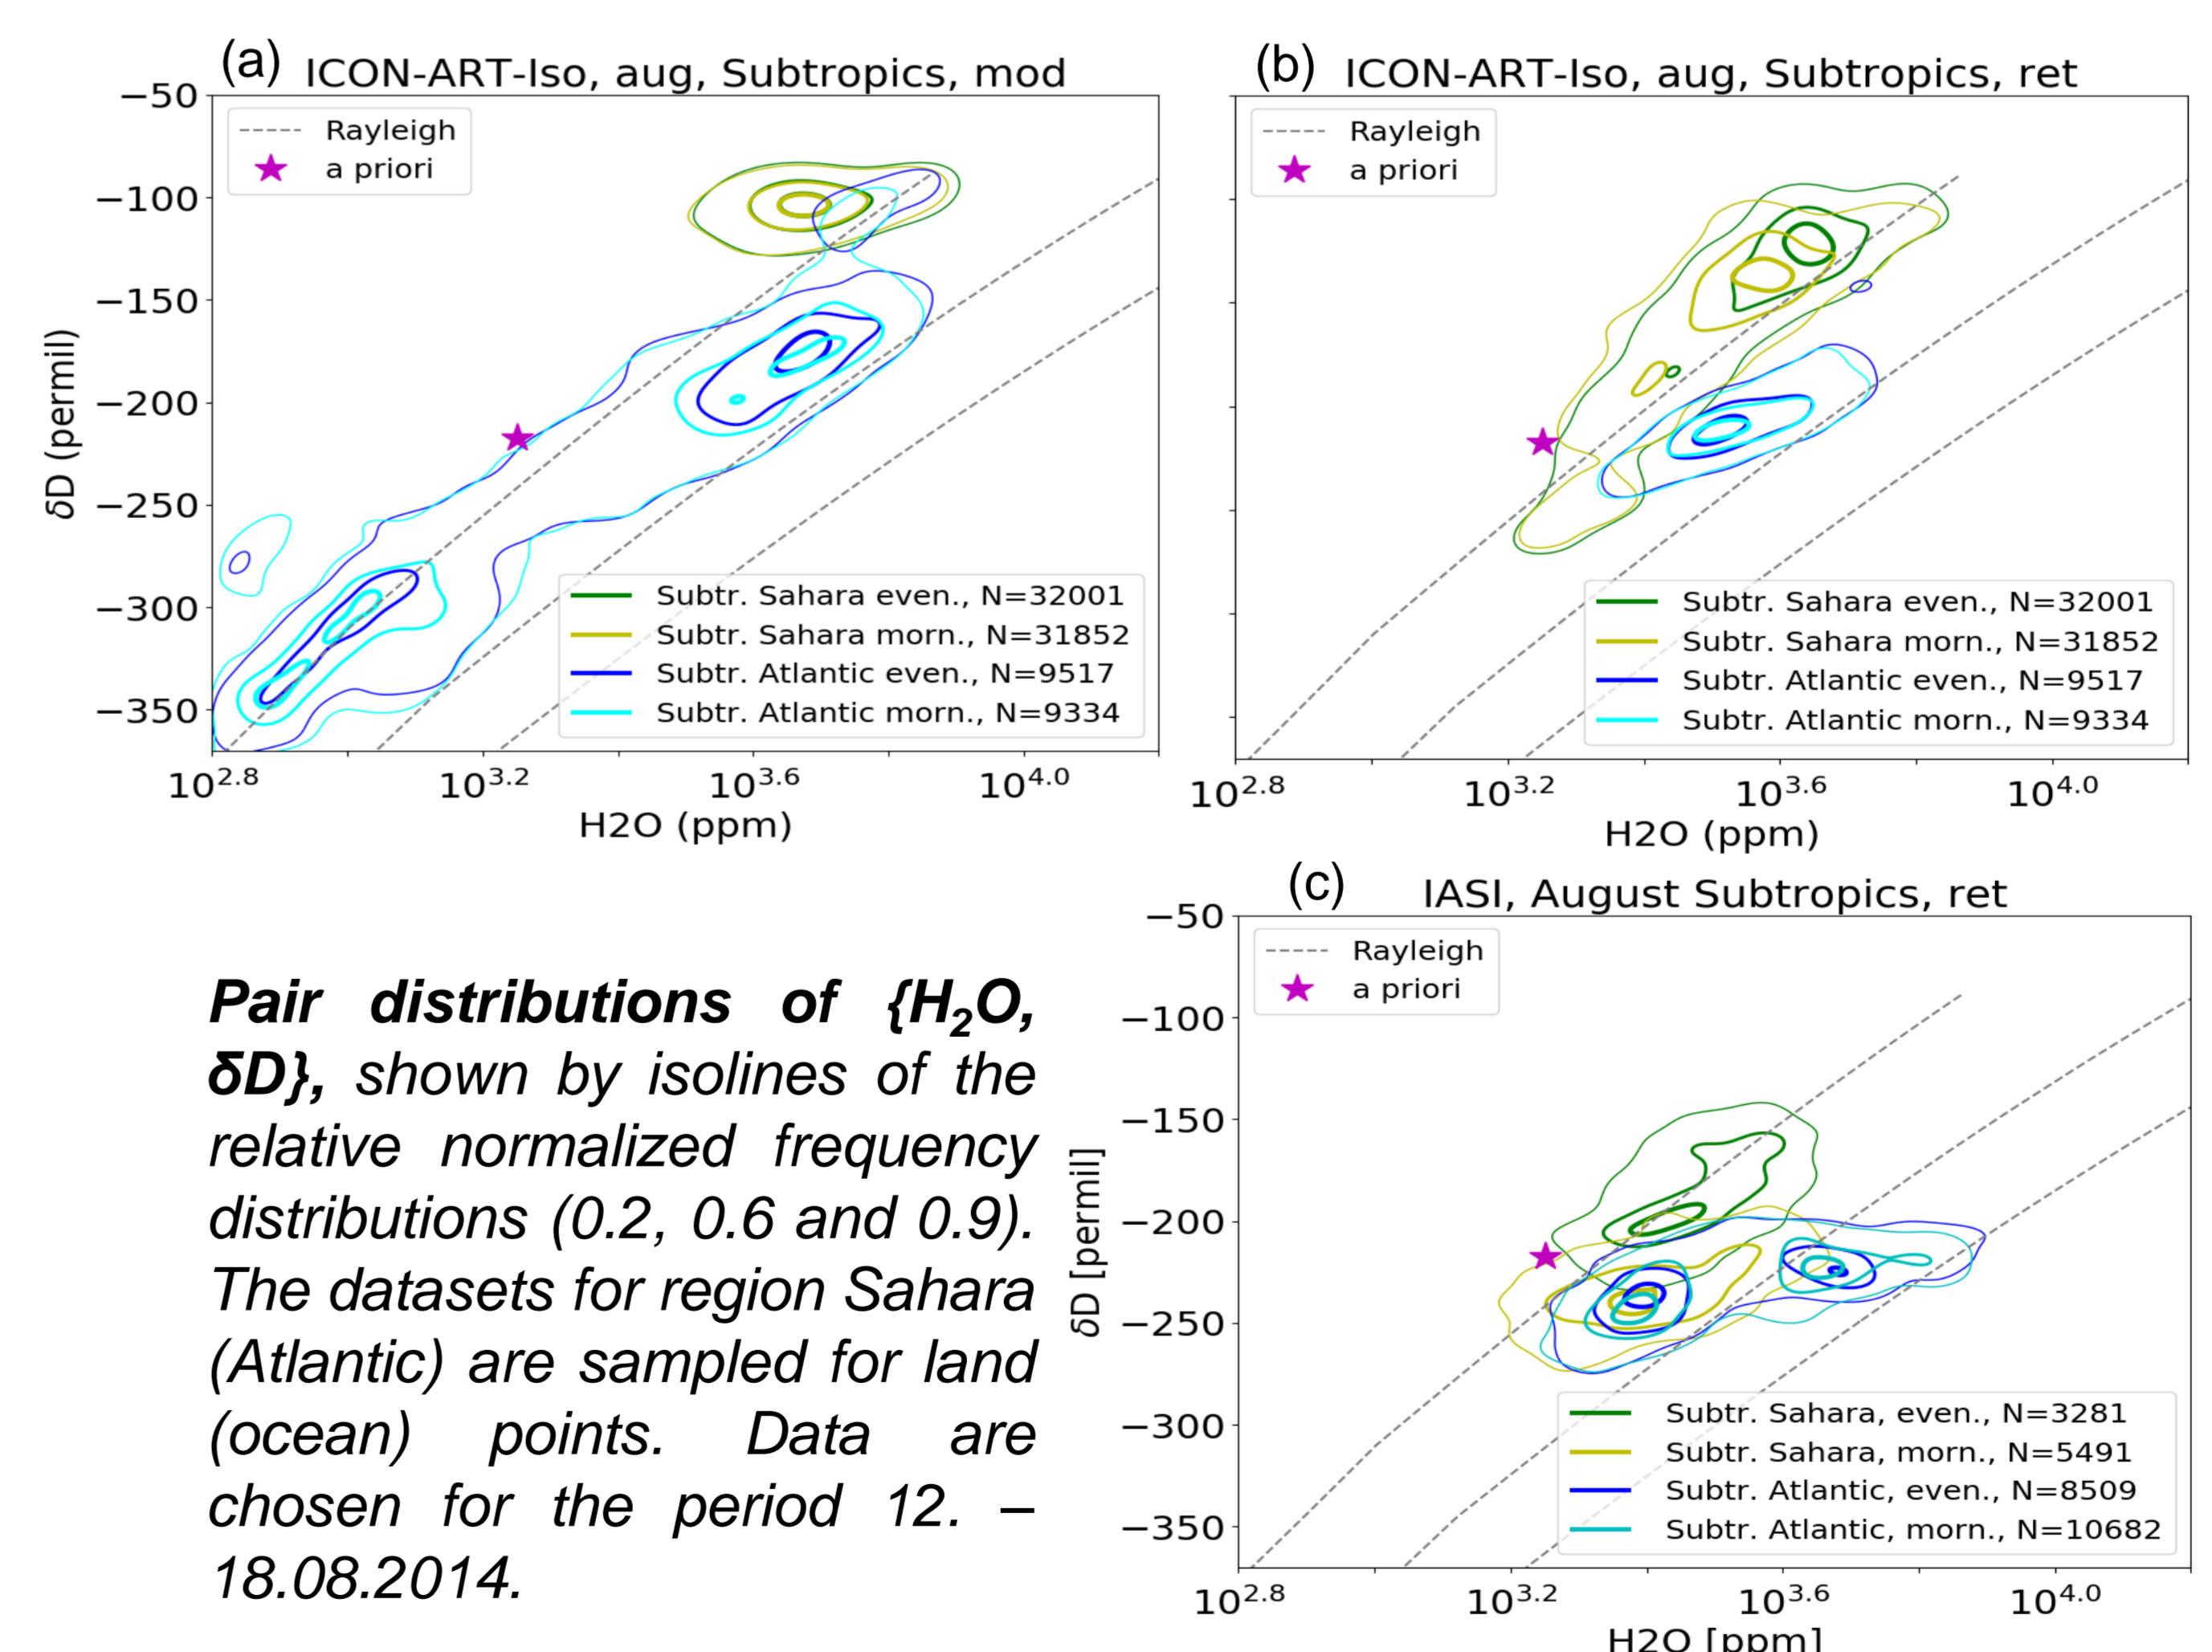 (a) ICON-ART-Iso, aug, Subtropics, mod
−50
−100
−150
−200
−250
−300
−350
δD (permil)
Rayleigh
a priori
Subtr. Sahara even., N=32001
Subtr. Sahara morn., N=31852
Subtr. Atlantic even., N=9517
Subtr. Atlantic morn., N=9334
10^2.8 10^3.2 10^3.6 10^4.0
H2O (ppm)
(b) ICON-ART-Iso, aug, Subtropics, ret
Rayleigh
a priori
Subtr. Sahara even., N=32001
Subtr. Sahara morn., N=31852
Subtr. Atlantic even., N=9517
Subtr. Atlantic morn., N=9334
10^2.8 10^3.2 10^3.6 10^4.0
H2O (ppm)
Pair distributions of {H₂O,
δD}, shown by isolines of the
relative normalized frequency
distributions (0.2, 0.6 and 0.9).
The datasets for region Sahara
(Atlantic) are sampled for land
(ocean) points. Data are
chosen for the period 12. –
18.08.2014.
(c) IASI, August Subtropics, ret
−50
−100
−150
−200
−250
−300
−350
δD [permil]
Rayleigh
a priori
Subtr. Sahara, even., N=3281
Subtr. Sahara, morn., N=5491
Subtr. Atlantic, even., N=8509
Subtr. Atlantic, morn., N=10682
10^2.8 10^3.2 10^3.6 10^4.0
H2O [ppm]